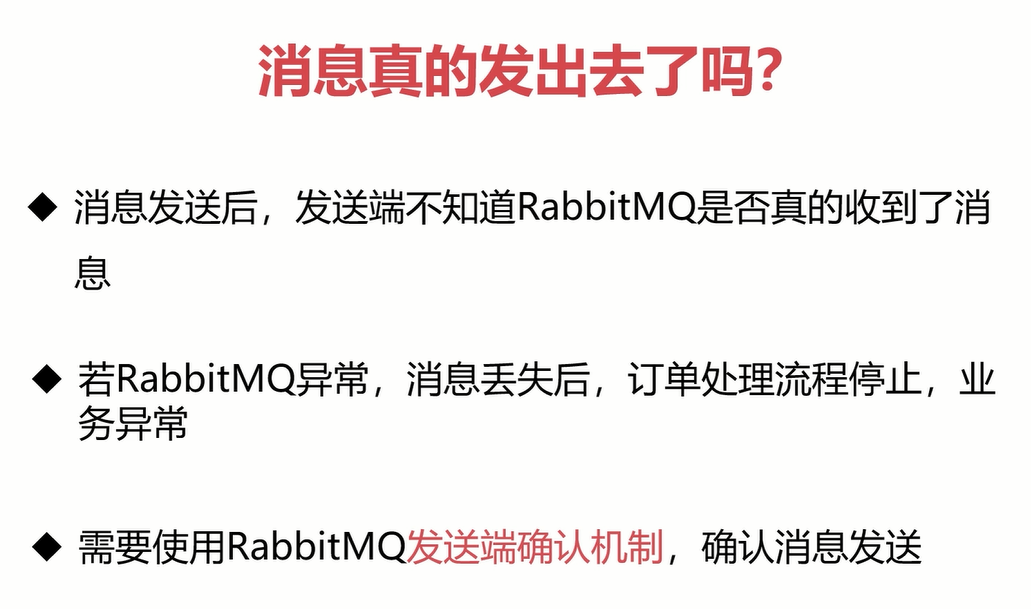 消息真的发出去了吗？
◆ 消息发送后，发送端不知道RabbitMQ是否真的收到了消
息
◆ 若RabbitMQ异常，消息丢失后，订单处理流程停止，业
务异常
◆ 需要使用RabbitMQ发送端确认机制，确认消息发送